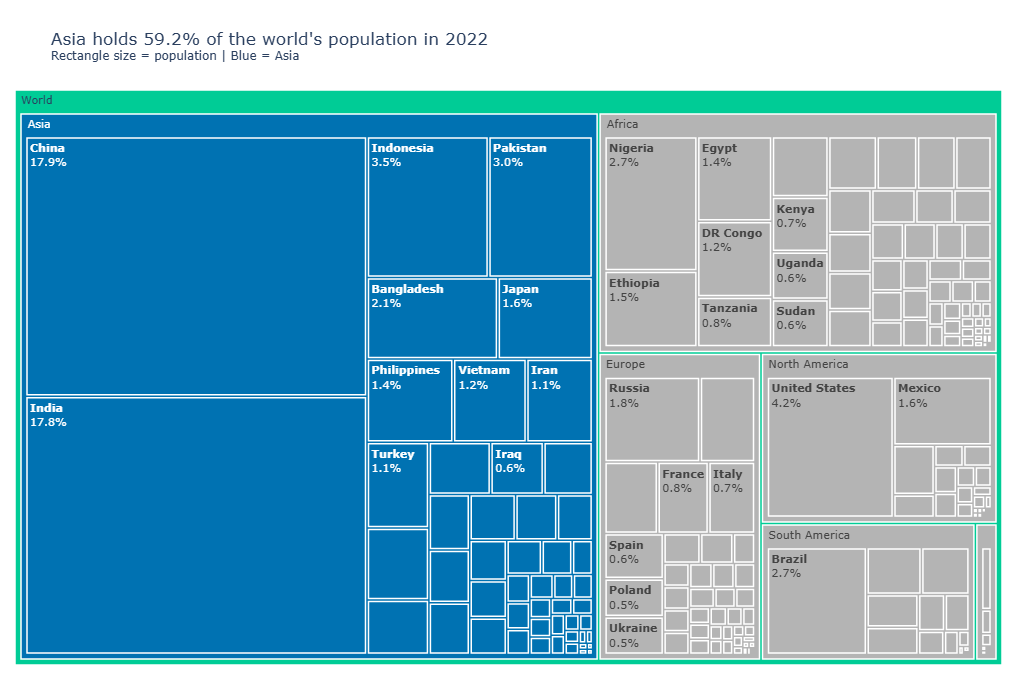 Asia holds 59.2% of the world's population in 2022
Rectangle size = population | Blue = Asia
World
Asia
China
17.9%
India
17.8%
Indonesia
3.5%
Pakistan
3.0%
Bangladesh
2.1%
Japan
1.6%
Philippines
1.4%
Vietnam
1.2%
Iran
1.1%
Turkey
1.1%
Iraq
0.6%
Africa
Nigeria
2.7%
Ethiopia
1.5%
Egypt
1.4%
DR Congo
1.2%
Tanzania
0.8%
Kenya
0.7%
Uganda
0.6%
Sudan
0.6%
Europe
Russia
1.8%
France
0.8%
Italy
0.7%
Spain
0.6%
Poland
0.5%
Ukraine
0.5%
North America
United States
4.2%
Mexico
1.6%
South America
Brazil
2.7%